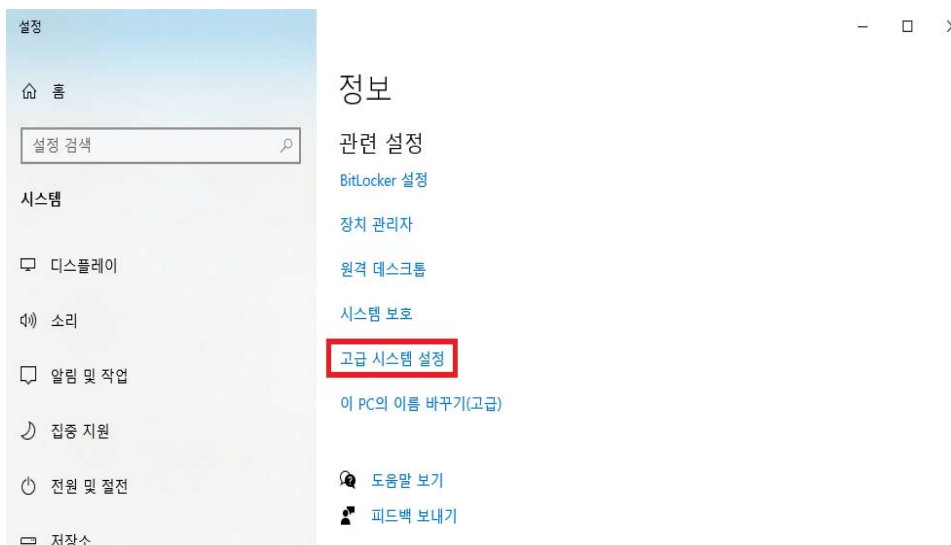 설정
홈
설정 검색
시스템
디스플레이
소리
알림 및 작업
집중 지원
전원 및 절전
저장소
정보
관련 설정
BitLocker 설정
장치 관리자
원격 데스크톱
시스템 보호
고급 시스템 설정
이 PC의 이름 바꾸기(고급)
도움말 보기
피드백 보내기